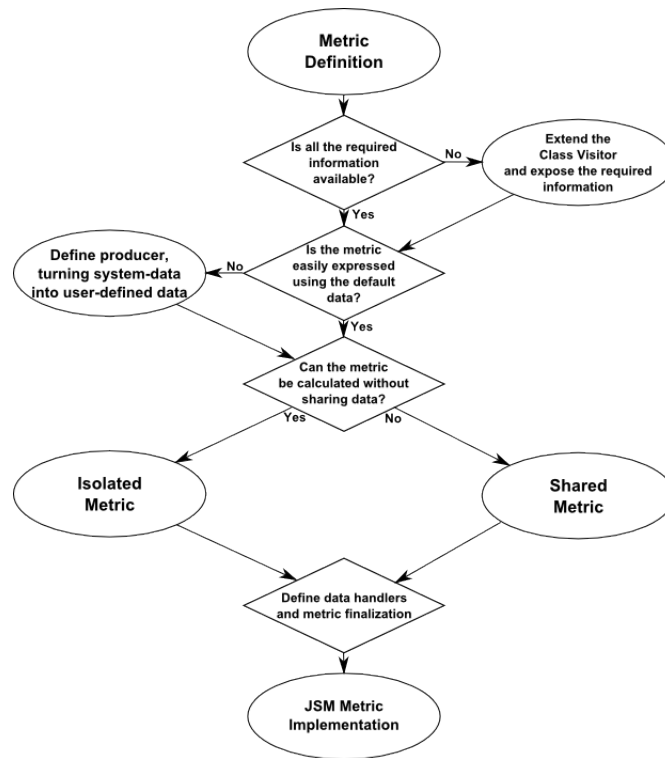 Metric
Definition
Is all the required
information
available?
No
Extend the
Class Visitor
and expose the required
information
Yes
Define producer,
turning system-data
into user-defined data
No
Is the metric
easily expressed
using the default
data?
Yes
Can the metric
be calculated without
sharing data?
Yes
No
Isolated
Metric
Shared
Metric
Define data handlers
and metric finalization
JSM Metric
Implementation